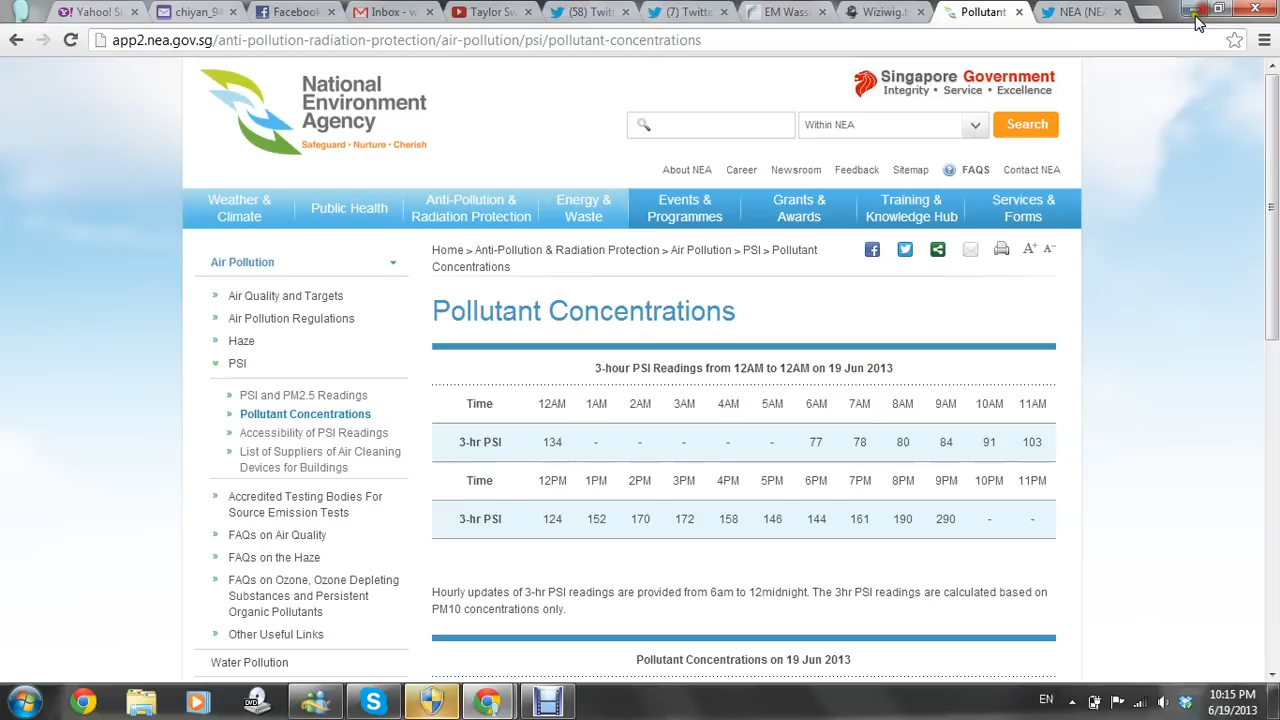 Yahoo! Si
chiyan_9
Facebook
Inbox - w
Taylor Sw
(58) Twitt
(7) Twitte
EM Wass
Wiziwig.
Pollutant
NEA (NE
app2.nea.gov.sg/anti-pollution-radiation-protection/air-pollution/psi/pollutant-concentrations
National
Environment
Agency
Safeguard · Nurture · Cherish
Singapore Government
Integrity • Service • Excellence
Within NEA
Search
About NEA Career Newsroom Feedback Sitemap FAQS Contact NEA
Weather & Climate
Public Health
Anti-Pollution & Radiation Protection
Energy & Waste
Events & Programmes
Grants & Awards
Training & Knowledge Hub
Services & Forms
Air Pollution
Air Quality and Targets
Air Pollution Regulations
Haze
PSI
PSI and PM2.5 Readings
Pollutant Concentrations
Accessibility of PSI Readings
List of Suppliers of Air Cleaning
Devices for Buildings
Accredited Testing Bodies For
Source Emission Tests
FAQs on Air Quality
FAQs on the Haze
FAQs on Ozone, Ozone Depleting
Substances and Persistent
Organic Pollutants
Other Useful Links
Water Pollution
Home > Anti-Pollution & Radiation Protection > Air Pollution > PSI > Pollutant
Concentrations
A+ A-
Pollutant Concentrations
3-hour PSI Readings from 12AM to 12AM on 19 Jun 2013
Time 12AM 1AM 2AM 3AM 4AM 5AM 6AM 7AM 8AM 9AM 10AM 11AM
3-hr PSI 134 - - - - - 77 78 80 84 91 103
Time 12PM 1PM 2PM 3PM 4PM 5PM 6PM 7PM 8PM 9PM 10PM 11PM
3-hr PSI 124 152 170 172 158 146 144 161 190 290 - -
Hourly updates of 3-hr PSI readings are provided from 6am to 12midnight. The 3hr PSI readings are calculated based on
PM10 concentrations only.
Pollutant Concentrations on 19 Jun 2013
DVD
EN
10:15 PM
6/19/2013